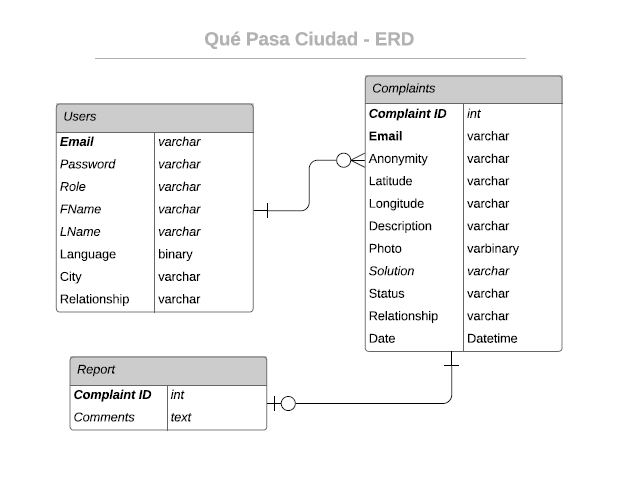 Qué Pasa Ciudad - ERD
Users
Email varchar
Password varchar
Role varchar
FName varchar
LName varchar
Language binary
City varchar
Relationship varchar
Complaints
Complaint ID int
Email varchar
Anonymity varchar
Latitude varchar
Longitude varchar
Description varchar
Photo varbinary
Solution varchar
Status varchar
Relationship varchar
Date Datetime
Report
Complaint ID int
Comments text